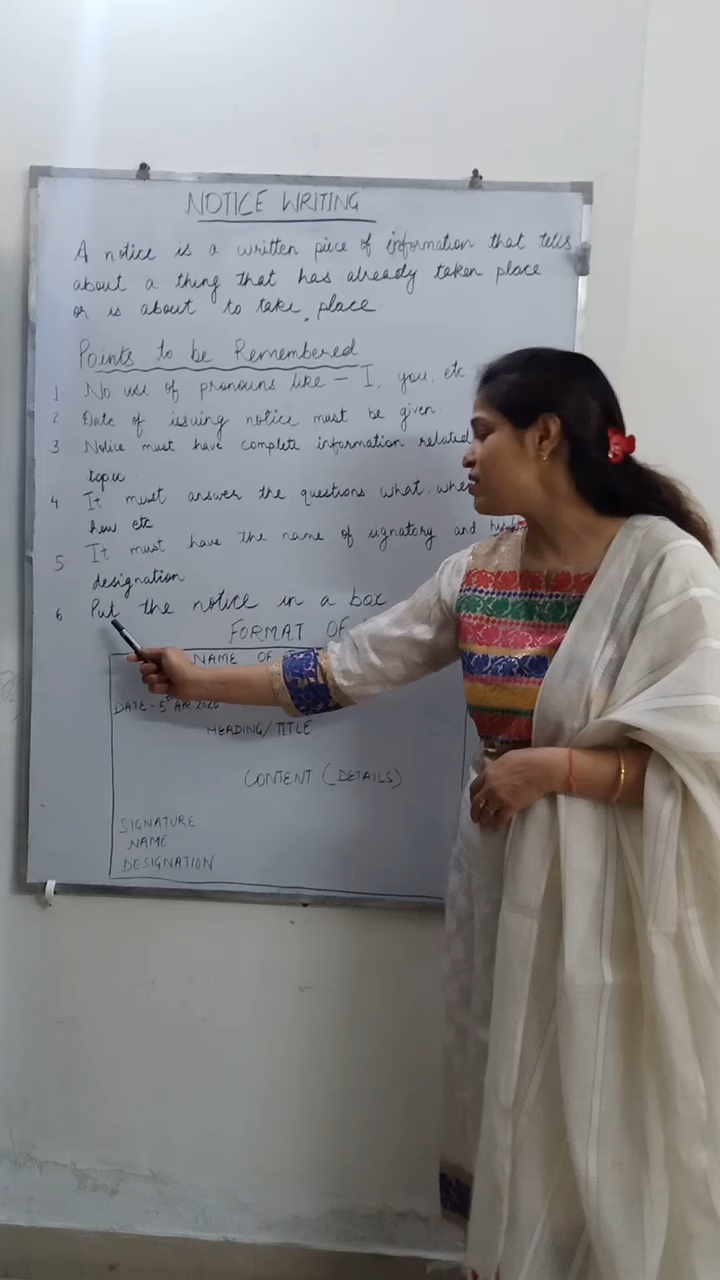 NOTICE WRITING
A notice is a written piece of information that tells
about a thing that has already taken place
or is about to take place.
Points to be Remembered
1 No use of pronouns like - I, you, etc
2 Date of issuing notice must be given
3 Notice must have complete information related
topic
4 It must answer the questions what, 
how etc
5 It must have the name of signatory and
designation
6 Put the notice in a box
FORMAT OF
NAME OF
DATE - 5th APR 2020
HEADING/TITLE
CONTENT (DETAILS)
SIGNATURE
NAME
DESIGNATION